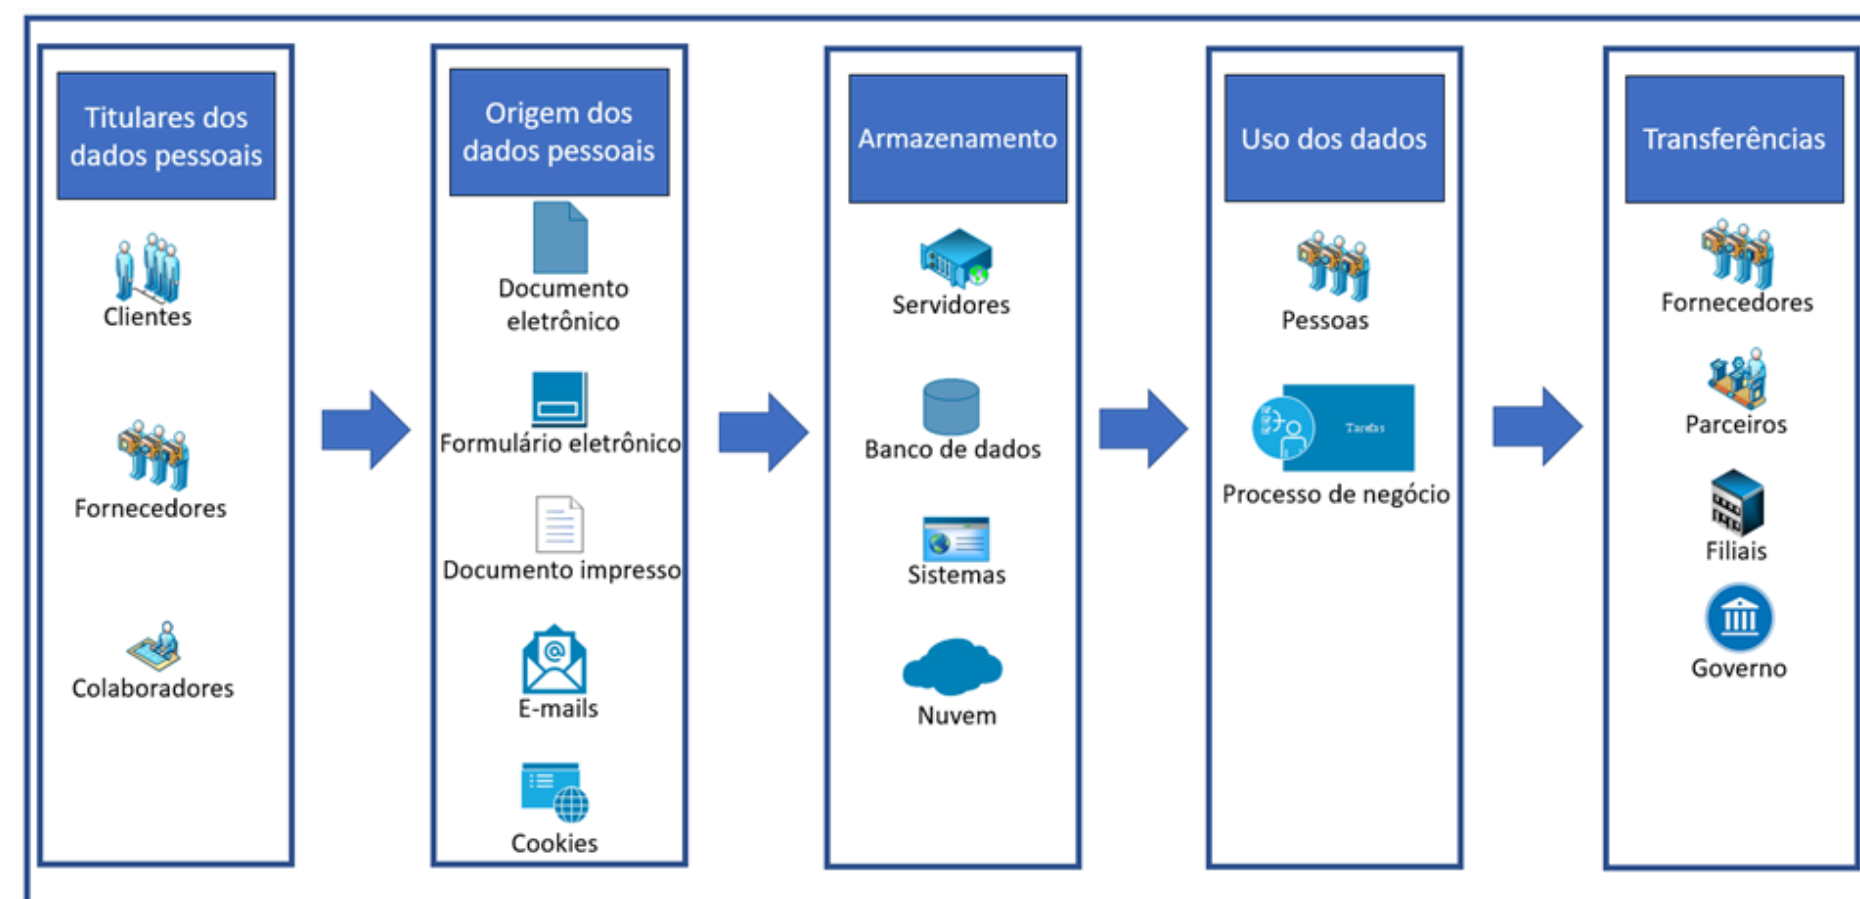 Titulares dos
dados pessoais
Clientes
Fornecedores
Colaboradores
Origem dos
dados pessoais
Documento
eletrônico
Formulário eletrônico
Documento impresso
@
E-mails
Cookies
Armazenamento
Servidores
Banco de dados
Sistemas
Nuvem
Uso dos dados
Pessoas
Tarefas
Processo de negócio
Transferências
Fornecedores
Parceiros
Filiais
Governo